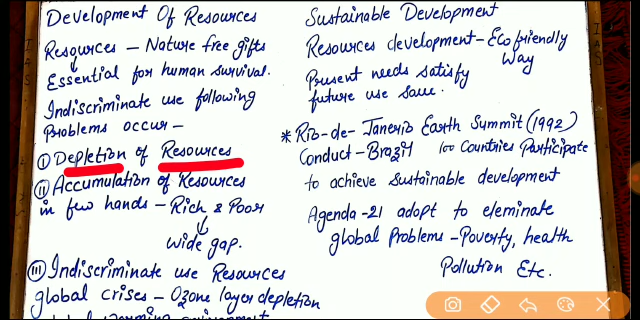 Development Of Resources
Resources – Nature free gifts
Essential for human survival.
Indiscriminate use following
Problems occur –
① Depletion of Resources
② Accumulation of Resources
in few hands – Rich & Poor
wide gap.
③ Indiscriminate use Resources
global crises – Ozone layer depletion
Sustainable Development
Resources development – Eco friendly
Way
Present needs satisfy
future use save.
* Rio-de-Janerio Earth Summit (1992)
Conduct – Brazil 100 Countries Participate
to achieve Sustainable development
Agenda-21 adopt to eleminate
global Problems – Poverty, health
Pollution Etc.